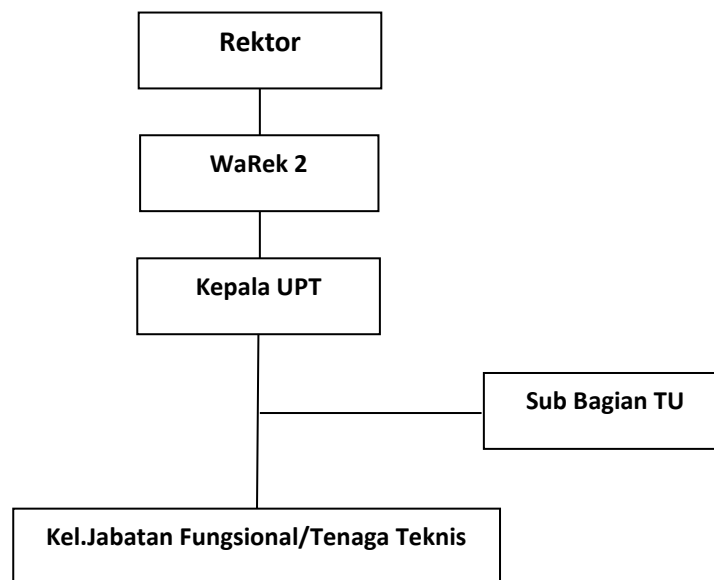 Rektor
WaRek 2
Kepala UPT
Sub Bagian TU
Kel.Jabatan Fungsional/Tenaga Teknis